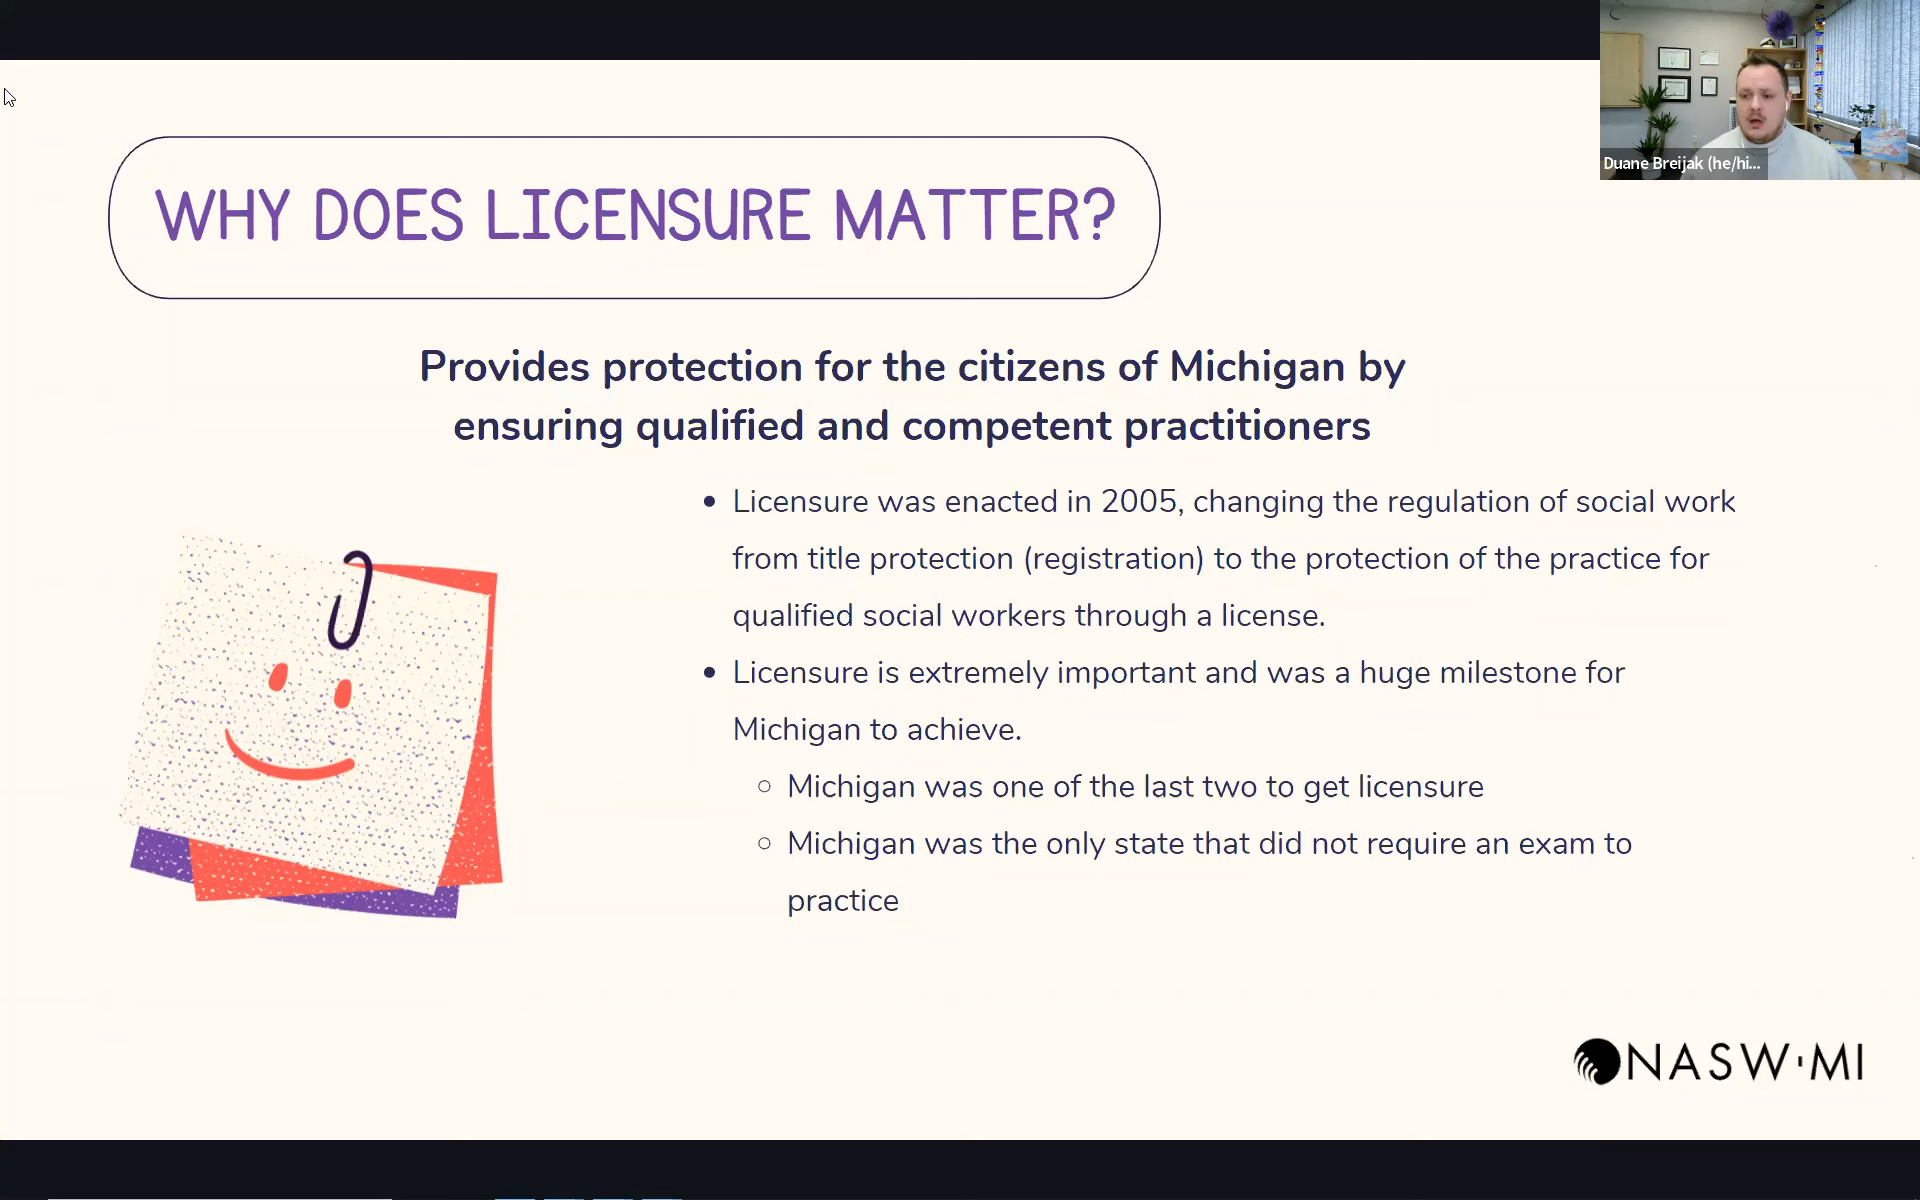 Duane Breijak (he/hi...
WHY DOES LICENSURE MATTER?
Provides protection for the citizens of Michigan by
ensuring qualified and competent practitioners
• Licensure was enacted in 2005, changing the regulation of social work
from title protection (registration) to the protection of the practice for
qualified social workers through a license.
• Licensure is extremely important and was a huge milestone for
Michigan to achieve.
○ Michigan was one of the last two to get licensure
○ Michigan was the only state that did not require an exam to
practice
NASW·MI